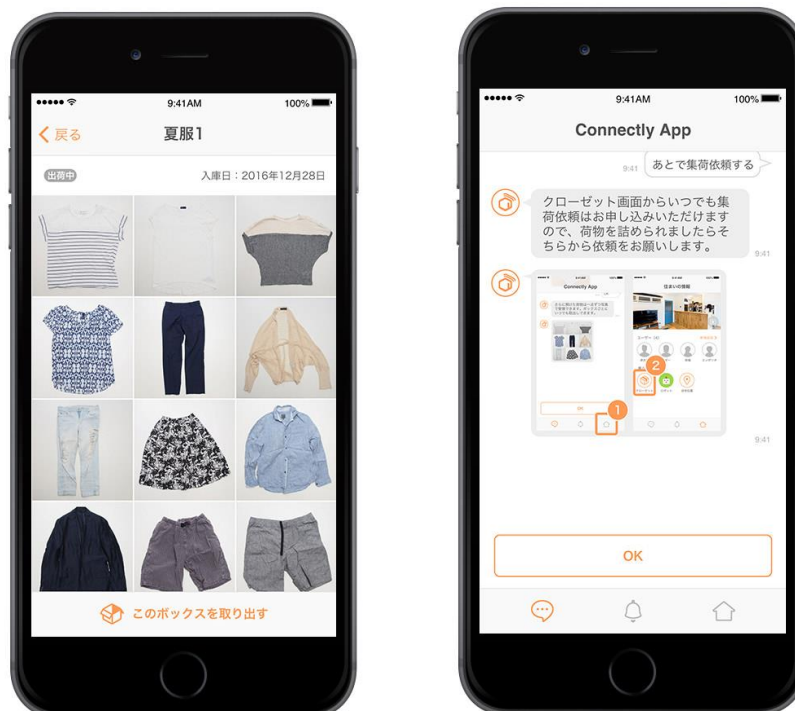 9:41AM
100%
戻る
夏服1
出荷中
入庫日：2016年12月28日
このボックスを取り出す
9:41AM
100%
Connectly App
9:41
あとで集荷依頼する
クローゼット画面からいつでも集
荷依頼はお申し込みいただけます
ので、荷物を詰められましたらそ
ちらから依頼をお願いします。
9:41
Connectly App
住まいの情報
OK
1
2
9:41
OK